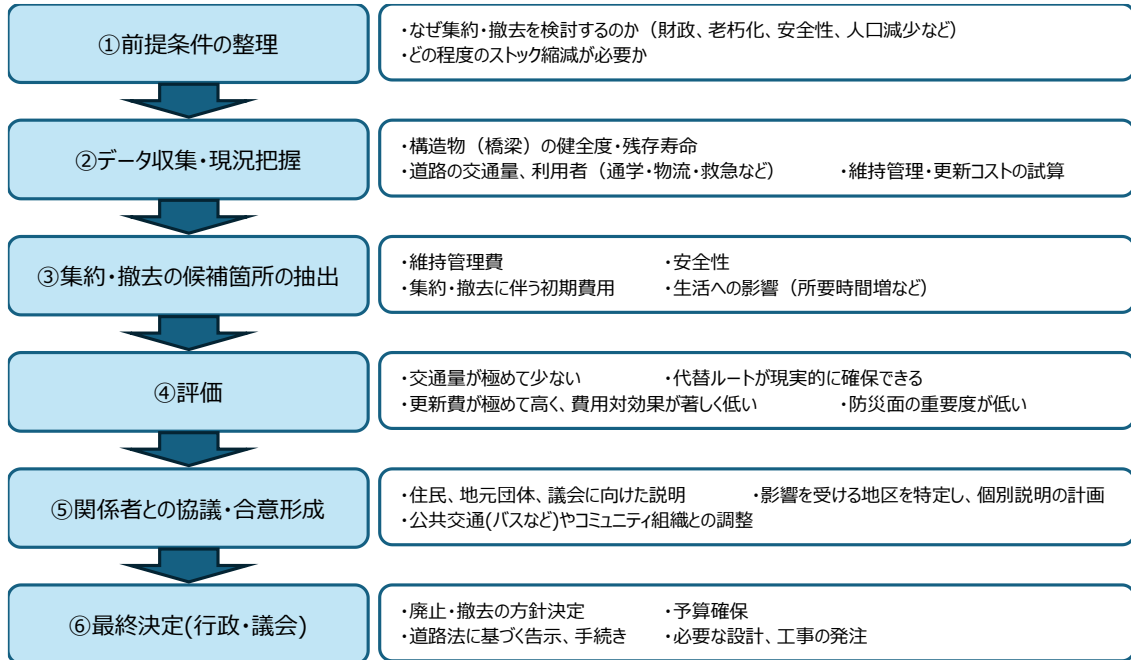 ①前提条件の整理
・なぜ集約・撤去を検討するのか（財政、老朽化、安全性、人口減少など）
・どの程度のストック縮減が必要か
②データ収集・現況把握
・構造物（橋梁）の健全度・残存寿命
・道路の交通量、利用者（通学・物流・救急など） ・維持管理・更新コストの試算
③集約・撤去の候補箇所の抽出
・維持管理費 ・安全性
・集約・撤去に伴う初期費用 ・生活への影響（所要時間増など）
④評価
・交通量が極めて少ない ・代替ルートが現実的に確保できる
・更新費が極めて高く、費用対効果が著しく低い ・防災面の重要度が低い
⑤関係者との協議・合意形成
・住民、地元団体、議会に向けた説明 ・影響を受ける地区を特定し、個別説明の計画
・公共交通(バスなど)やコミュニティ組織との調整
⑥最終決定(行政・議会)
・廃止・撤去の方針決定 ・予算確保
・道路法に基づく告示、手続き ・必要な設計、工事の発注